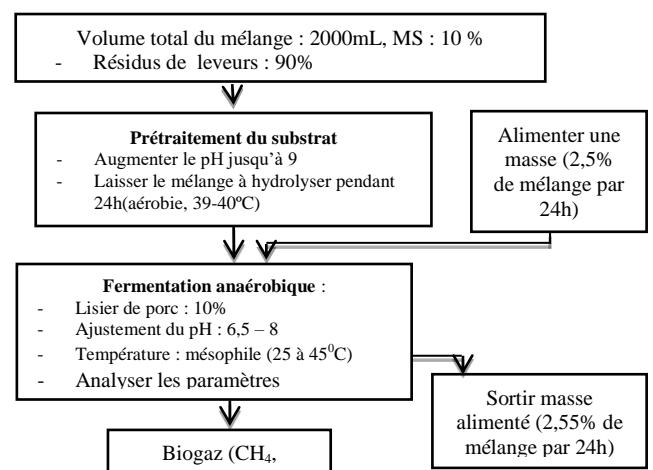 Volume total du mélange : 2000mL, MS : 10 %
- Résidus de leveurs : 90%
Prétraitement du substrat
- Augmenter le pH jusqu'à 9
- Laisser le mélange à hydrolyser pendant
24h(aérobie, 39-40ºC)
Alimenter une
masse (2,5%
de mélange par
24h)
Fermentation anaérobique :
- Lisier de porc : 10%
- Ajustement du pH : 6,5 – 8
- Température : mésophile (25 à 45⁰C)
- Analyser les paramètres
Sortir masse
alimenté (2,55% de
mélange par 24h)
Biogaz (CH₄,